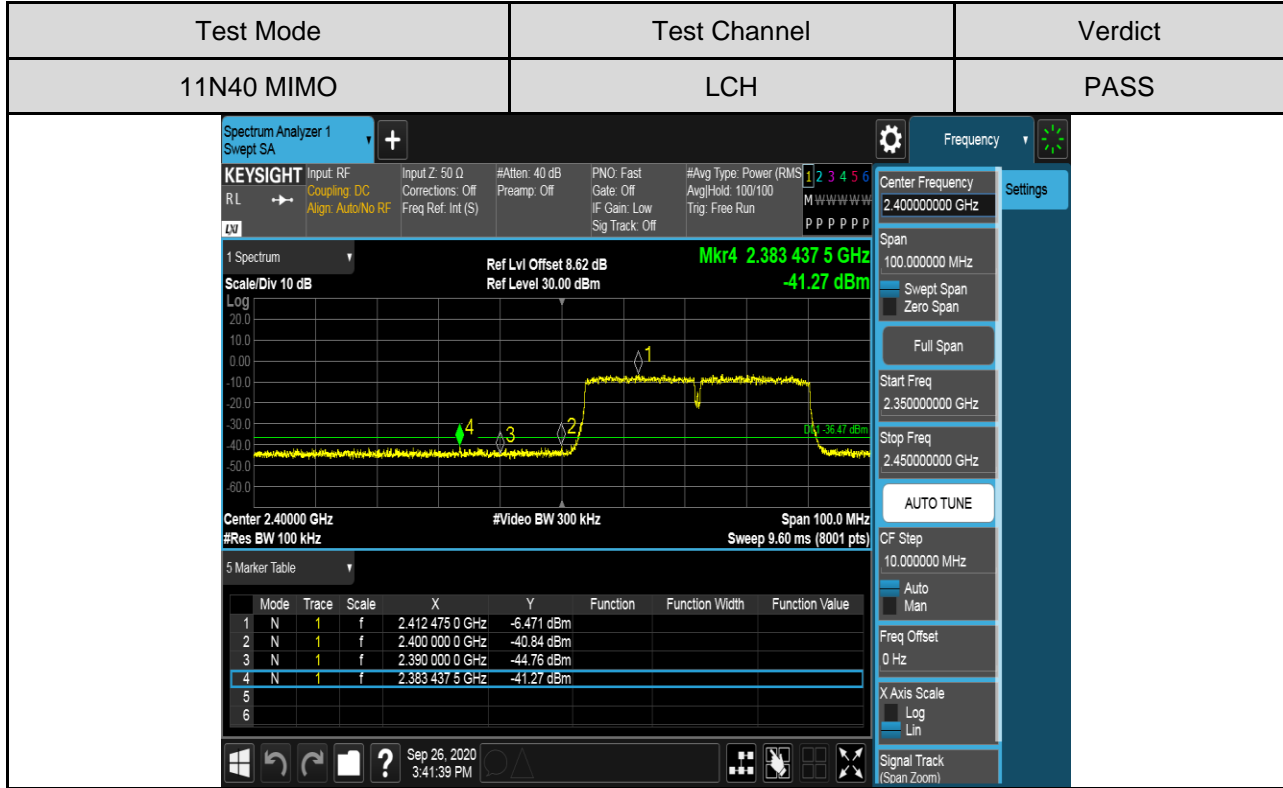 Test Mode Test Channel Verdict
11N40 MIMO LCH PASS
Spectrum Analyzer 1
Swept SA
+
Frequency
KEYSIGHT
RL
LXI
Input: RF
Coupling: DC
Align: Auto/No RF
Input Z: 50 Ω
Corrections: Off
Freq Ref: Int (S)
#Atten: 40 dB
Preamp: Off
PNO: Fast
Gate: Off
IF Gain: Low
Sig Track: Off
#Avg Type: Power (RMS
Avg|Hold: 100/100
Trig: Free Run
1 2 3 4 5 6
M W W W W W
P P P P P P
1 Spectrum
Scale/Div 10 dB
Ref Lvl Offset 8.62 dB
Ref Level 30.00 dBm
Mkr4 2.383 437 5 GHz
-41.27 dBm
Log
20.0
10.0
0.00
-10.0
-20.0
-30.0
-40.0
-50.0
-60.0
1
2
3
4
-36.47 dBm
Center 2.40000 GHz #Video BW 300 kHz Span 100.0 MHz
#Res BW 100 kHz Sweep 9.60 ms (8001 pts)
5 Marker Table
Mode Trace Scale X Y Function Function Width Function Value
1 N 1 f 2.412 475 0 GHz -6.471 dBm
2 N 1 f 2.400 000 0 GHz -40.84 dBm
3 N 1 f 2.390 000 0 GHz -44.76 dBm
4 N 1 f 2.383 437 5 GHz -41.27 dBm
5
6
?
Sep 26, 2020
3:41:39 PM
Settings
Center Frequency
2.400000000 GHz
Span
100.000000 MHz
Swept Span
Zero Span
Full Span
Start Freq
2.350000000 GHz
Stop Freq
2.450000000 GHz
AUTO TUNE
CF Step
10.000000 MHz
Auto
Man
Freq Offset
0 Hz
X Axis Scale
Log
Lin
Signal Track
(Span Zoom)